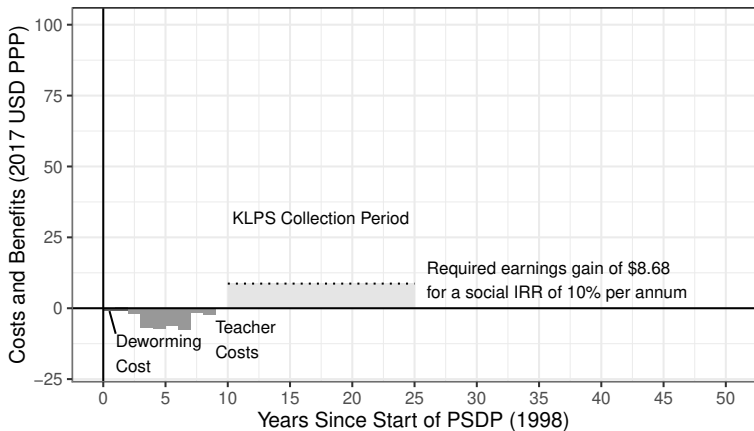 Costs and Benefits (2017 USD PPP)
100
75
50
25
0
−25
KLPS Collection Period
Required earnings gain of $8.68
for a social IRR of 10% per annum
Deworming
Cost
Teacher
Costs
0 5 10 15 20 25 30 35 40 45 50
Years Since Start of PSDP (1998)